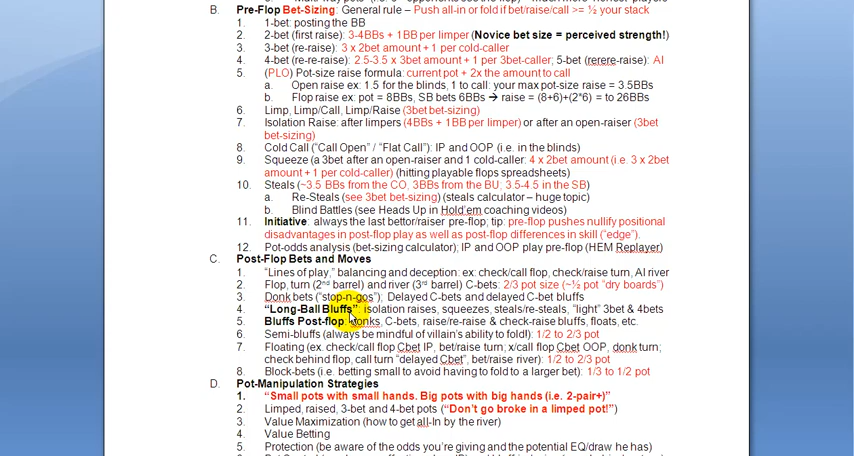 B. Pre-Flop Bet-Sizing: General rule – Push all-in or fold if bet/raise/call >= ½ your stack
1. 1-bet: posting the BB
2. 2-bet (first raise): 3-4BBs + 1BB per limper (Novice bet size = perceived strength!)
3. 3-bet (re-raise): 3 x 2bet amount + 1 per cold-caller
4. 4-bet (re-re-raise): 2.5-3.5 x 3bet amount + 1 per 3bet-caller; 5-bet (rerere-raise): AI
5. (PLO) Pot-size raise formula: current pot + 2x the amount to call
a. Open raise ex: 1.5 for the blinds, 1 to call: your max pot-size raise = 3.5BBs
b. Flop raise ex: pot = 8BBs, SB bets 6BBs → raise = (8+6)+(2*6) = to 26BBs
6. Limp, Limp/Call, Limp/Raise (3bet bet-sizing)
7. Isolation Raise: after limpers (4BBs + 1BB per limper) or after an open-raiser (3bet
bet-sizing)
8. Cold Call ("Call Open" / "Flat Call"): IP and OOP (i.e. in the blinds)
9. Squeeze (a 3bet after an open-raiser and 1 cold-caller: 4 x 2bet amount (i.e. 3 x 2bet
amount + 1 per cold-caller) (hitting playable flops spreadsheets)
10. Steals (~3.5 BBs from the CO, 3BBs from the BU; 3.5-4.5 in the SB)
a. Re-Steals (see 3bet bet-sizing) (steals calculator – huge topic)
b. Blind Battles (see Heads Up in Hold'em coaching videos)
11. Initiative: always the last bettor/raiser pre-flop; tip: pre-flop pushes nullify positional
disadvantages in post-flop play as well as post-flop differences in skill ("edge").
12. Pot-odds analysis (bet-sizing calculator); IP and OOP play pre-flop (HEM Replayer)
C. Post-Flop Bets and Moves
1. "Lines of play," balancing and deception: ex: check/call flop, check/raise turn, AI river
2. Flop, turn (2nd barrel) and river (3rd barrel) C-bets: 2/3 pot size (~½ pot "dry boards")
3. Donk bets ("stop-n-gos"); Delayed C-bets and delayed C-bet bluffs
4. "Long-Ball Bluffs": isolation raises, squeezes, steals/re-steals, "light" 3bet & 4bets
5. Bluffs Post-flop: donks, C-bets, raise/re-raise & check-raise bluffs, floats, etc.
6. Semi-bluffs (always be mindful of villain's ability to fold!): 1/2 to 2/3 pot
7. Floating (ex. check/call flop Cbet IP, bet/raise turn; x/call flop Cbet OOP, donk turn;
check behind flop, call turn "delayed Cbet", bet/raise river): 1/2 to 2/3 pot
8. Block-bets (i.e. betting small to avoid having to fold to a larger bet): 1/3 to 1/2 pot
D. Pot-Manipulation Strategies
1. "Small pots with small hands. Big pots with big hands (i.e. 2-pair+)"
2. Limped, raised, 3-bet and 4-bet pots ("Don't go broke in a limped pot!")
3. Value Maximization (how to get all-In by the river)
4. Value Betting
5. Protection (be aware of the odds you're giving and the potential EQ/draw he has)